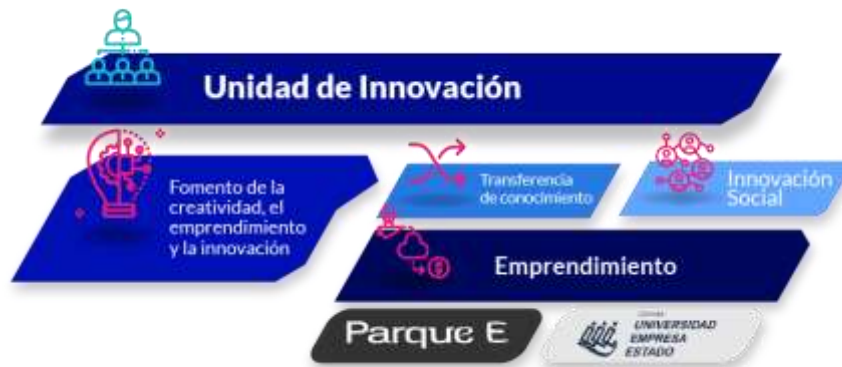 Unidad de Innovación
Fomento de la
creatividad, el
emprendimiento
y la innovación
Transferencia
de conocimiento
Innovación
Social
Emprendimiento
Parque E
UNIVERSIDAD
EMPRESA
ESTADO